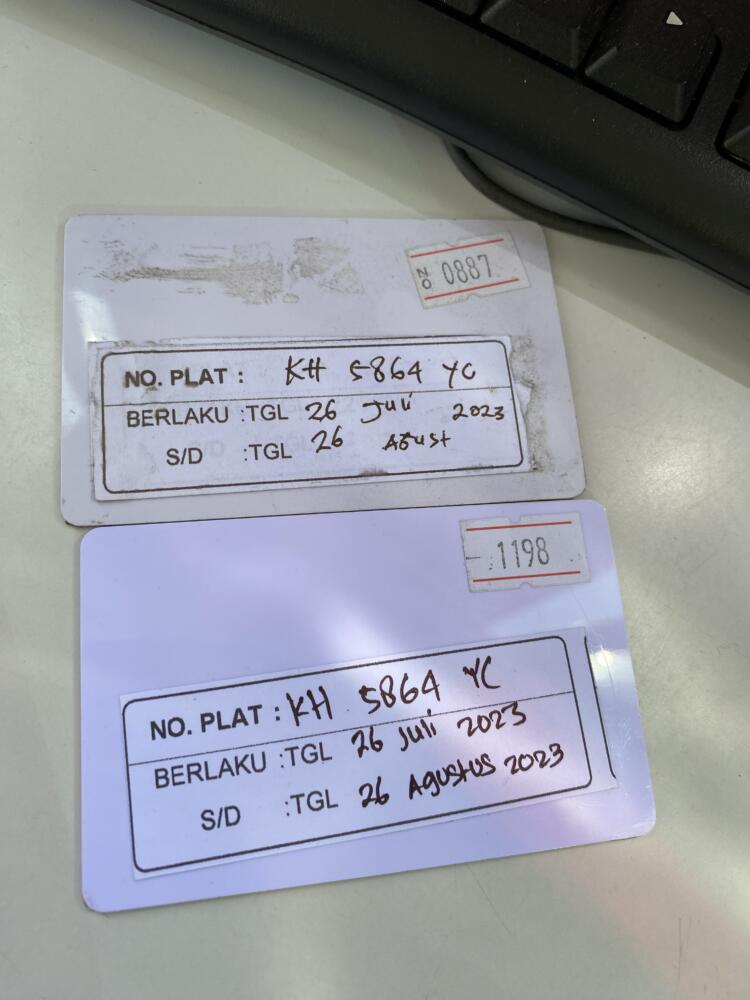 NO 0887
NO. PLAT : KH 5864 YC
BERLAKU :TGL 26 Juli 2023
S/D :TGL 26 Agust
1198
NO. PLAT : KH 5864 YC
BERLAKU :TGL 26 Juli 2023
S/D :TGL 26 Agustus 2023